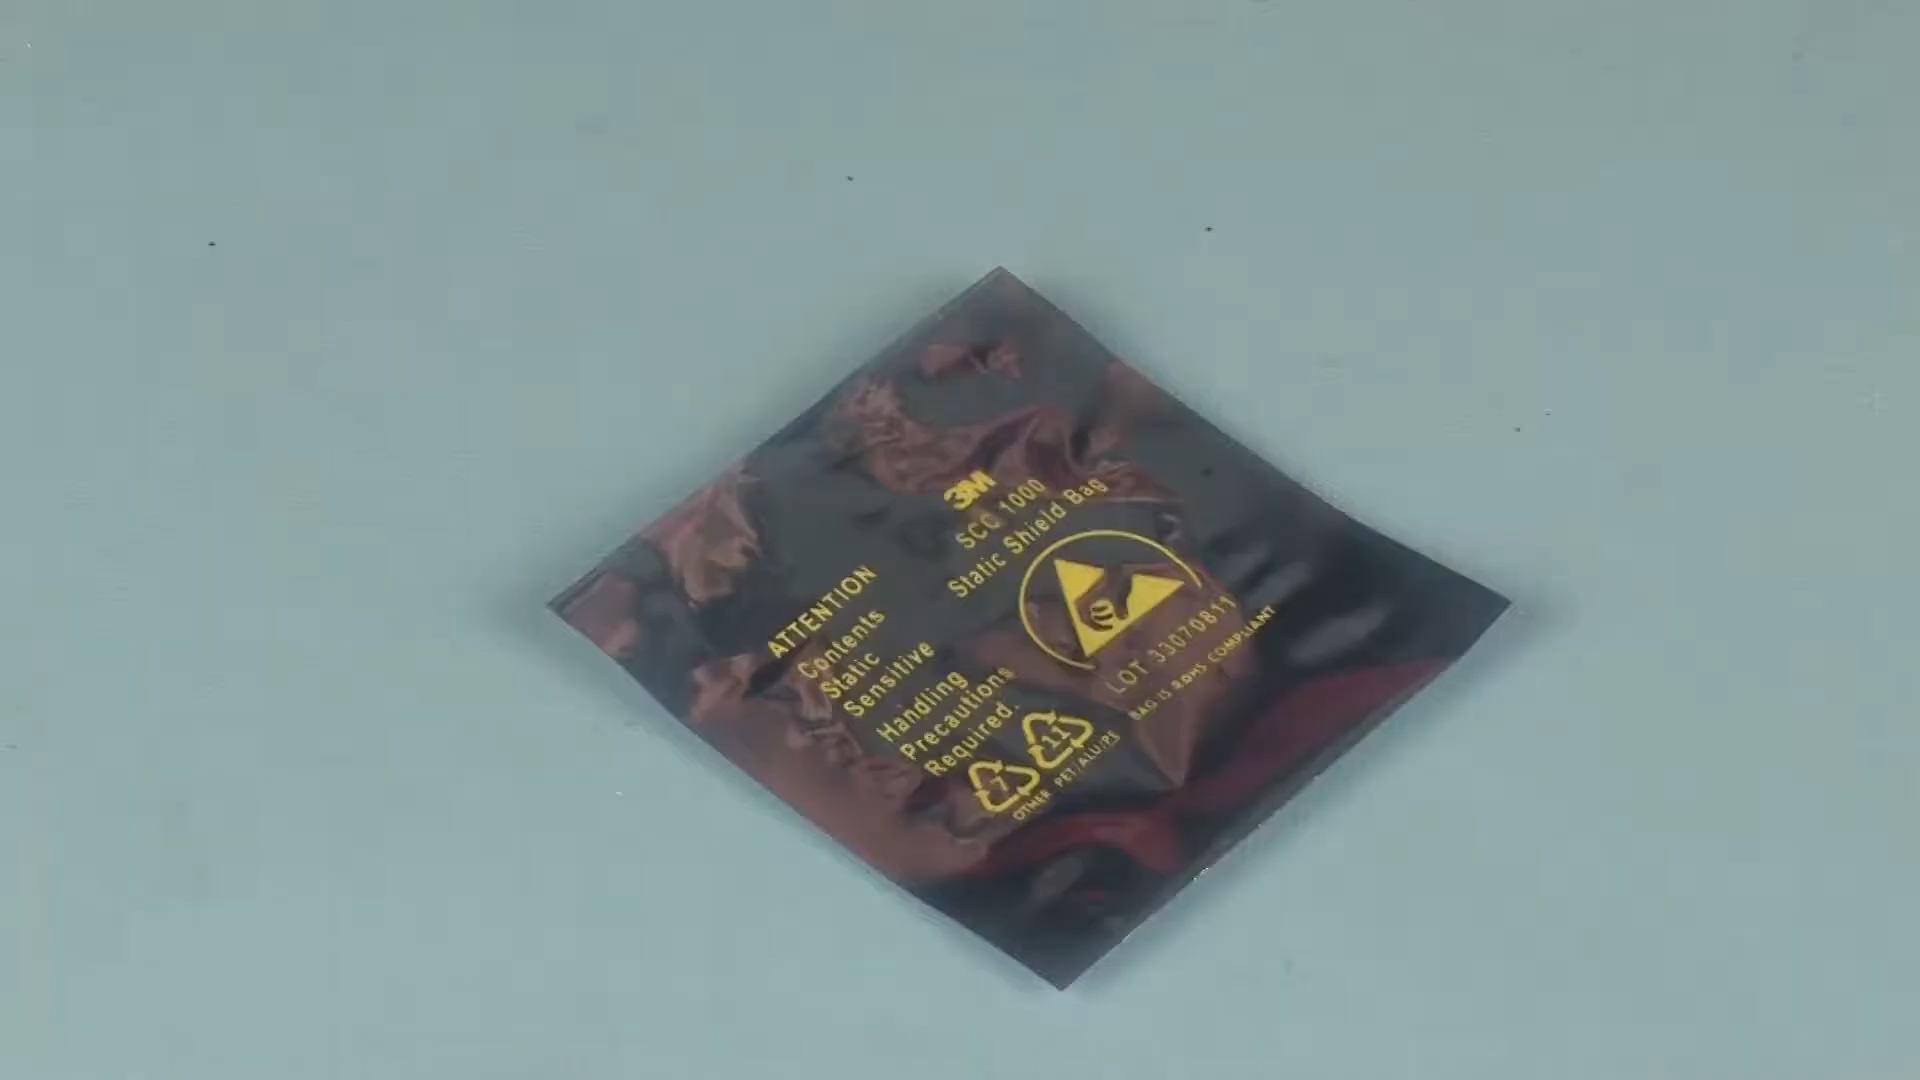 3M
SCC 1000
Static Shield Bag
ATTENTION
Contents
Static
Sensitive
Handling
Precautions
Required.
LOT 33070811
BAG IS ROHS COMPLIANT
7
11
OTHER PET/ALU/PE